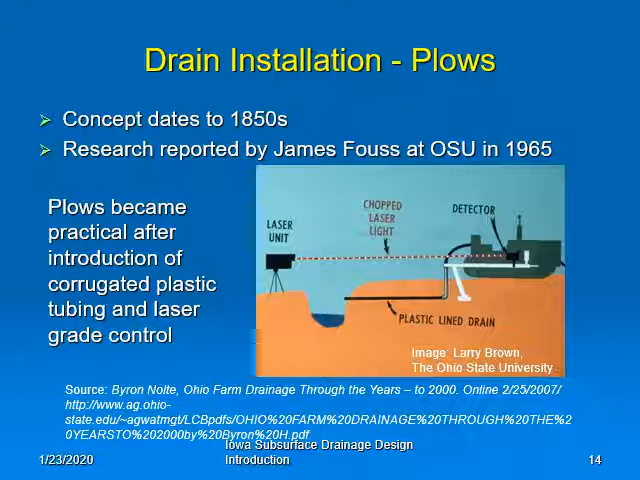 Drain Installation - Plows
Concept dates to 1850s
Research reported by James Fouss at OSU in 1965
Plows became
practical after
introduction of
corrugated plastic
tubing and laser
grade control
LASER
UNIT
CHOPPED
LASER
LIGHT
DETECTOR
PLASTIC LINED DRAIN
Image: Larry Brown,
The Ohio State University
Source: Byron Nolte, Ohio Farm Drainage Through the Years – to 2000. Online 2/25/2007/
http://www.ag.ohio-
state.edu/~agwatmgt/LCBpdfs/OHIO%20FARM%20DRAINAGE%20THROUGH%20THE%2
0YEARSTO%202000by%20Byron%20H.pdf
Iowa Subsurface Drainage Design
1/23/2020 Introduction 14